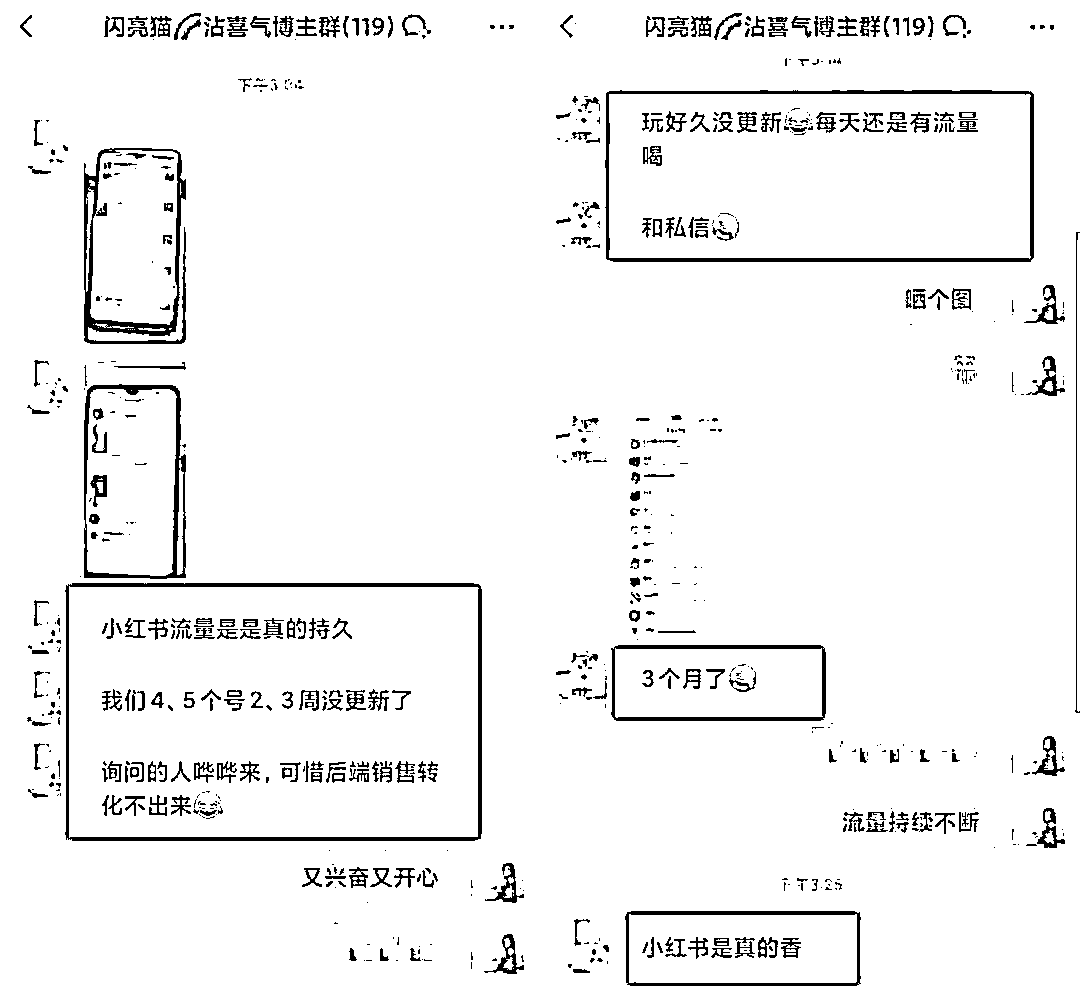 闪亮猫🌈沾喜气博主群(119)
下午3:04
小红书流量是是真的持久
我们4、5个号2、3周没更新了
询问的人哗哗来,可惜后端销售转
化不出来😂
又兴奋又开心
闪亮猫🌈沾喜气博主群(119)
玩好久没更新😂每天还是有流量
喝
和私信
晒个图
3个月了
流量持续不断
下午3:26
小红书是真的香